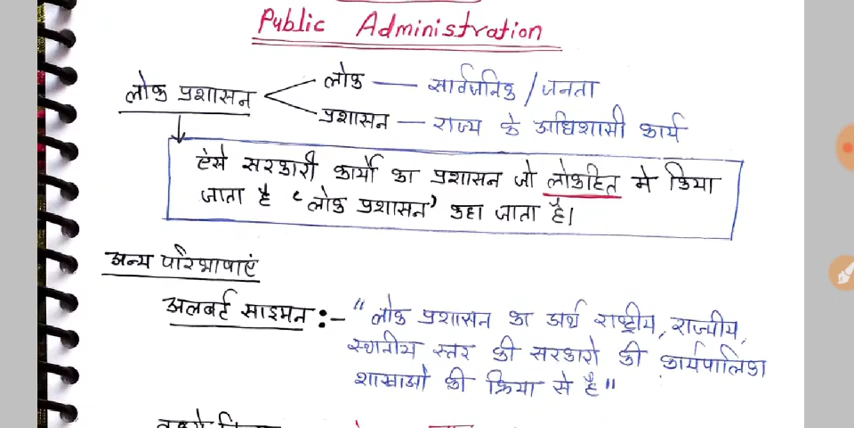 Public Administration
लोक प्रशासन
लोक — सार्वजनिक / जनता
प्रशासन — राज्य के अधिशासी कार्य
ऐसे सरकारी कार्यों का प्रशासन जो लोकहित मे किया
जाता है ‘लोक प्रशासन’ कहा जाता है।
अन्य परिभाषाएं
अलबर्ट साइमन :- "लोक प्रशासन का अर्थ राष्ट्रीय, राज्यीय,
स्थानीय स्तर की सरकारो की कार्यपालिका
शाखाओ की क्रिया से है"